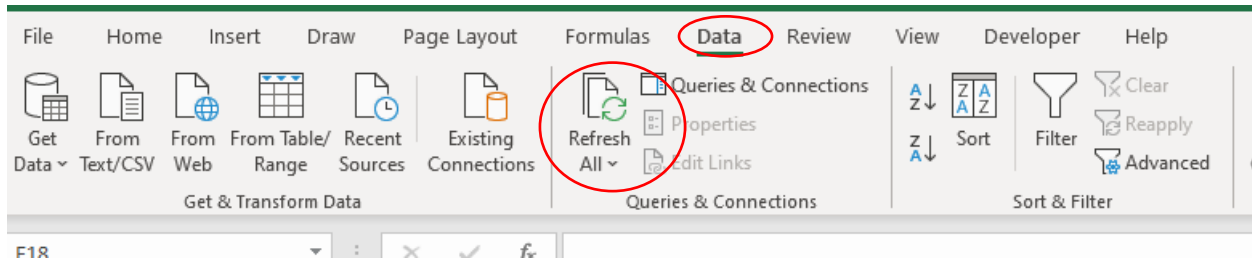 File Home Insert Draw Page Layout Formulas Data Review View Developer Help
Get Data
From Text/CSV
From Web
From Table/ Range
Recent Sources
Existing Connections
Get & Transform Data
Refresh All
Queries & Connections
Properties
Edit Links
Queries & Connections
A Z
Z A
Z A A Z
Sort
Filter
Clear
Reapply
Advanced
Sort & Filter
fx